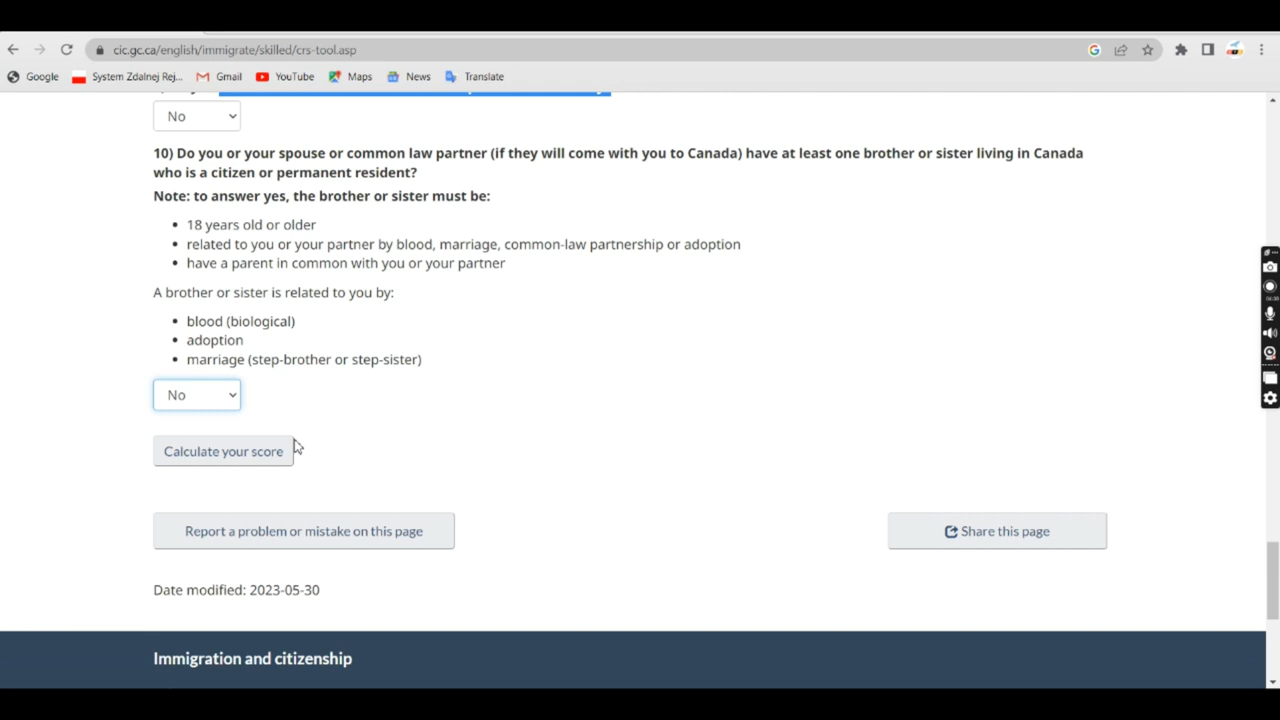 cic.gc.ca/english/immigrate/skilled/crs-tool.asp
Google System Zdalnej Rej... Gmail YouTube Maps News Translate
No
10) Do you or your spouse or common law partner (if they will come with you to Canada) have at least one brother or sister living in Canada
who is a citizen or permanent resident?
Note: to answer yes, the brother or sister must be:
18 years old or older
related to you or your partner by blood, marriage, common-law partnership or adoption
have a parent in common with you or your partner
A brother or sister is related to you by:
blood (biological)
adoption
marriage (step-brother or step-sister)
No
Calculate your score
Report a problem or mistake on this page
Share this page
Date modified: 2023-05-30
Immigration and citizenship